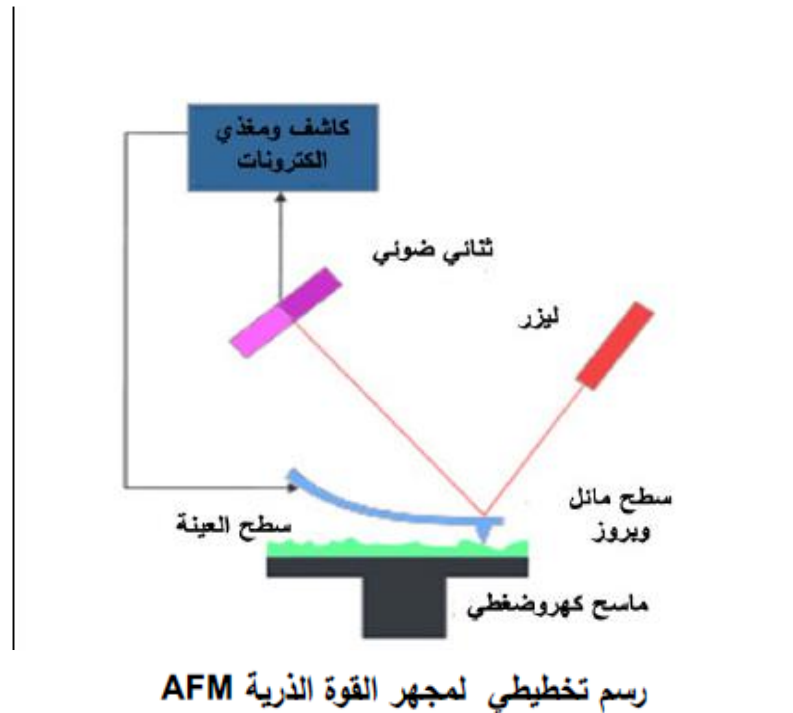 كاشف ومغذي
الكترونات
ثنائي ضوئي
ليزر
سطح مائل
وبروز
سطح العينة
ماسح كهروضغطي
رسم تخطيطي لمجهر القوة الذرية AFM